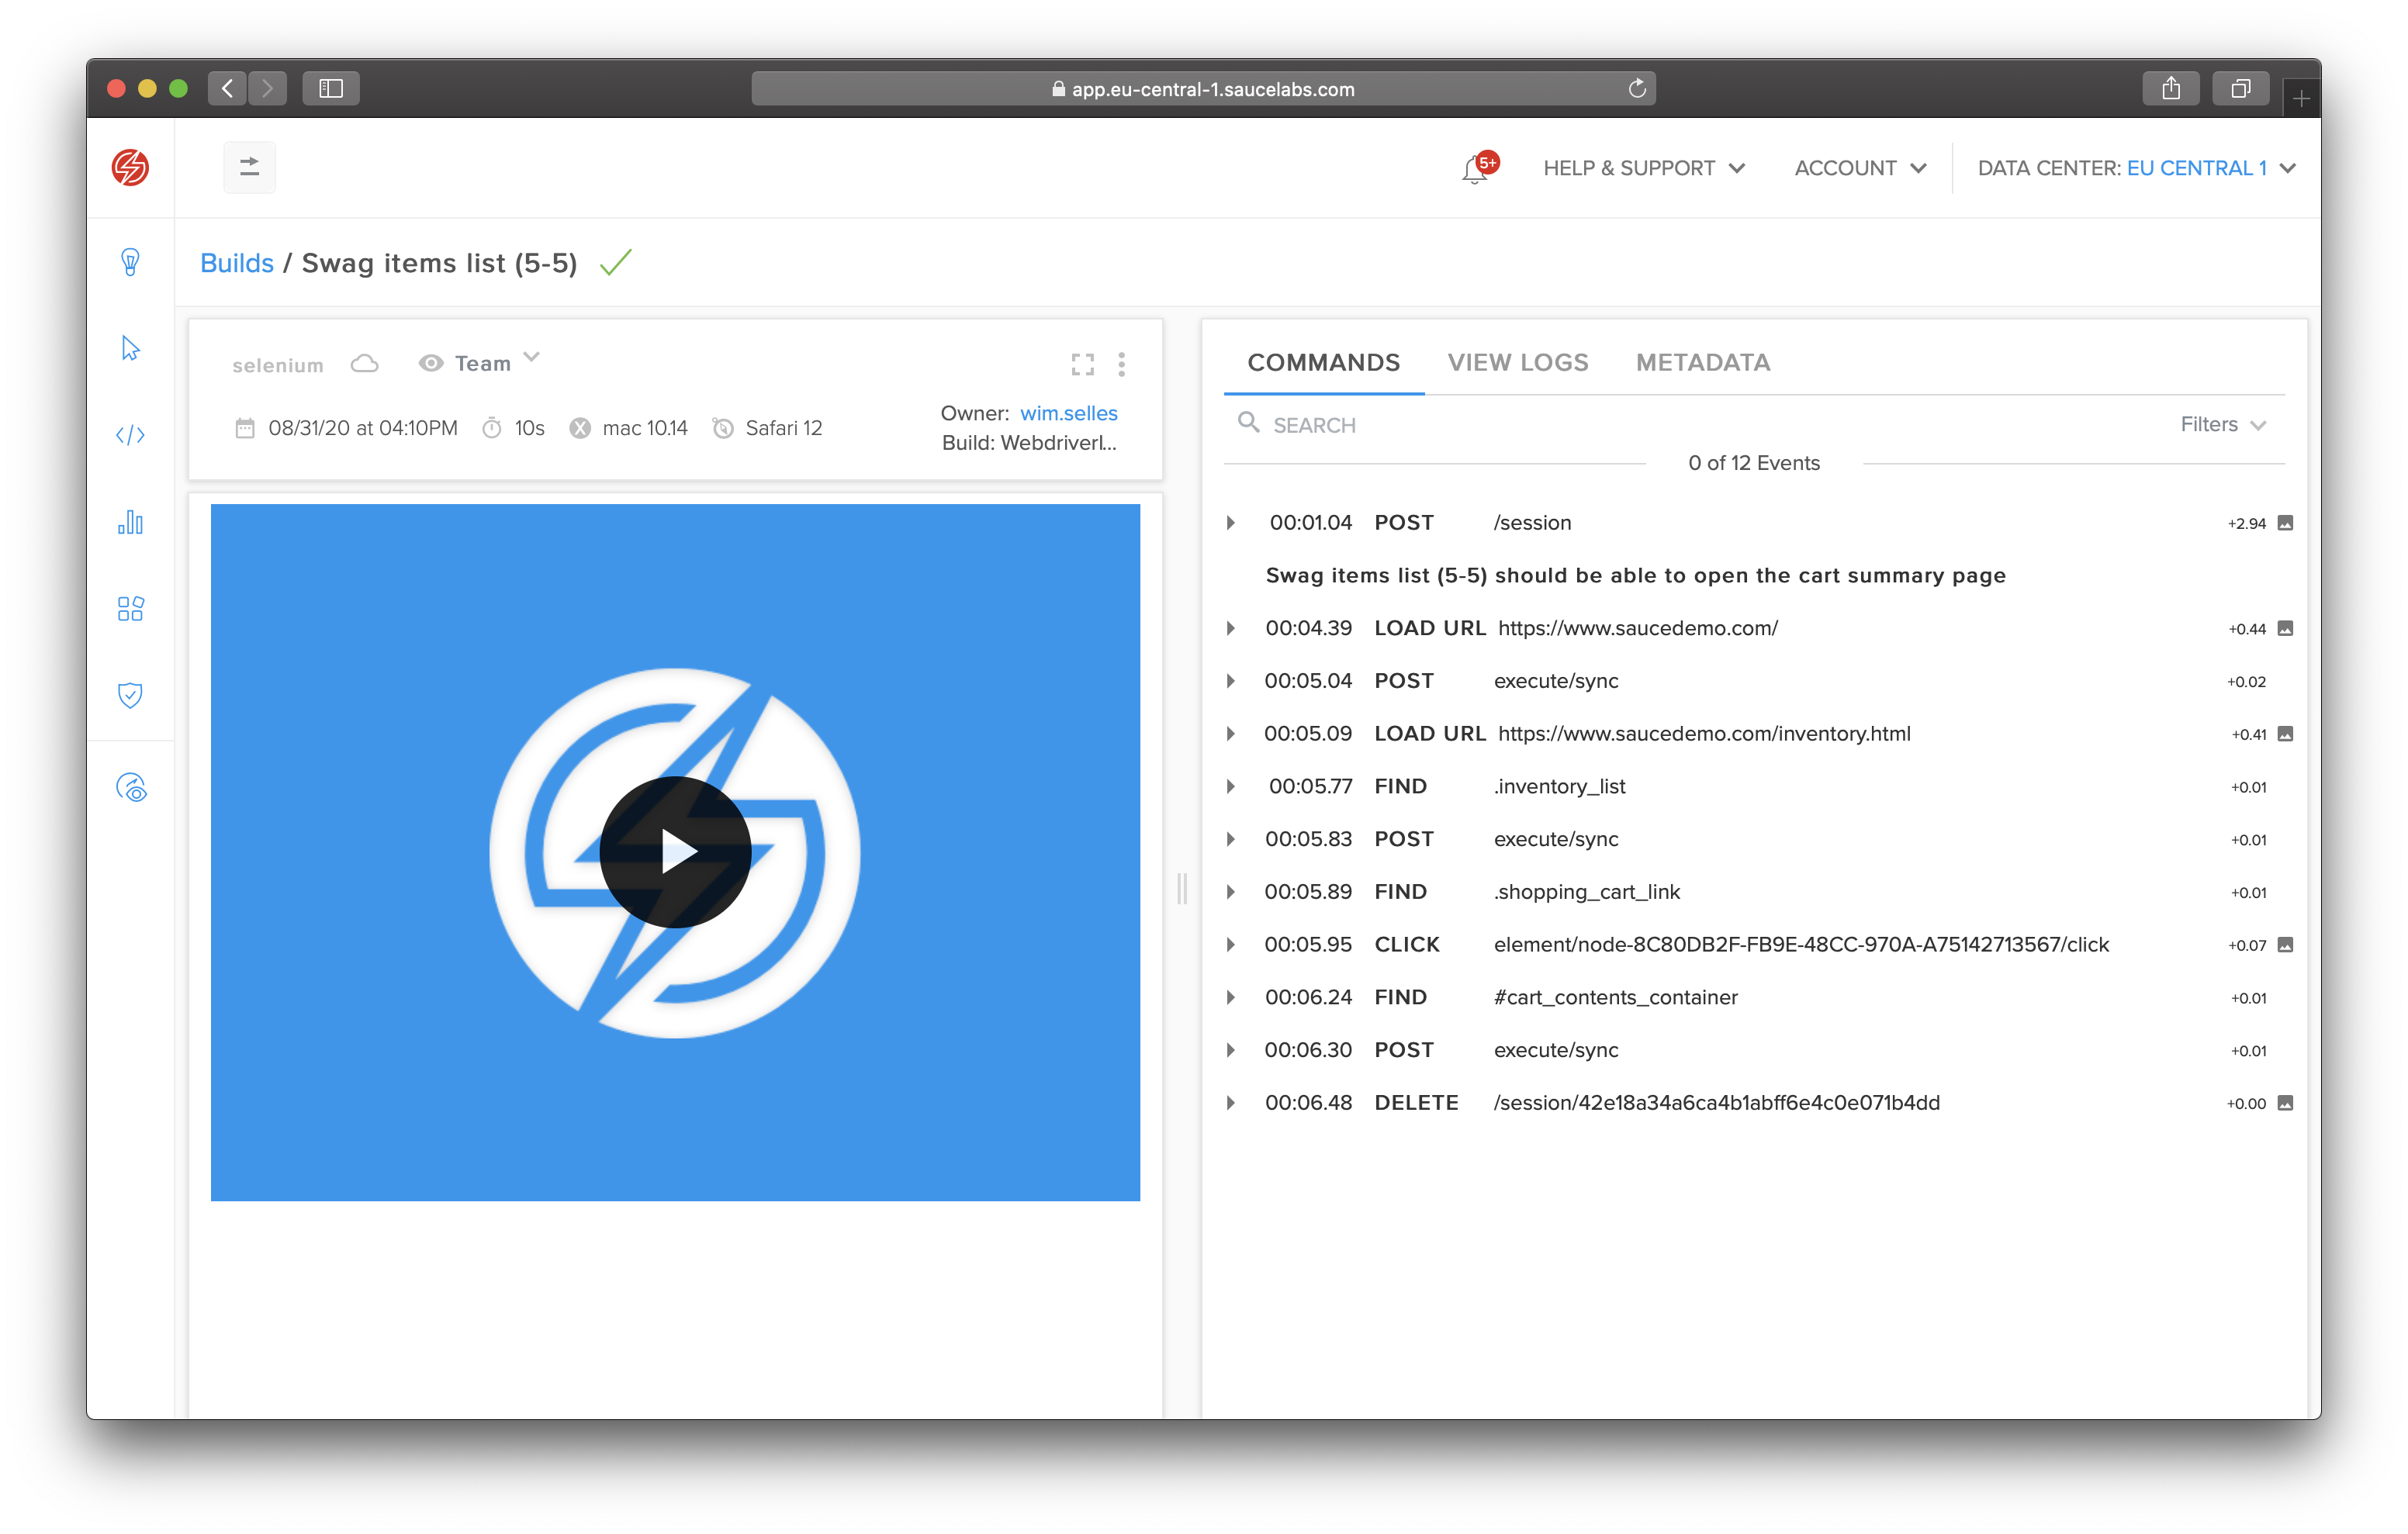 app.eu-central-1.saucelabs.com
5+
HELP & SUPPORT
ACCOUNT
DATA CENTER: EU CENTRAL 1
Builds / Swag items list (5-5)
selenium
Team
08/31/20 at 04:10PM
10s
mac 10.14
Safari 12
Owner: wim.selles
Build: WebdriverI...
COMMANDS
VIEW LOGS
METADATA
SEARCH
Filters
0 of 12 Events
00:01.04 POST /session +2.94
Swag items list (5-5) should be able to open the cart summary page
00:04.39 LOAD URL https://www.saucedemo.com/ +0.44
00:05.04 POST execute/sync +0.02
00:05.09 LOAD URL https://www.saucedemo.com/inventory.html +0.41
00:05.77 FIND .inventory_list +0.01
00:05.83 POST execute/sync +0.01
00:05.89 FIND .shopping_cart_link +0.01
00:05.95 CLICK element/node-8C80DB2F-FB9E-48CC-970A-A75142713567/click +0.07
00:06.24 FIND #cart_contents_container +0.01
00:06.30 POST execute/sync +0.01
00:06.48 DELETE /session/42e18a34a6ca4b1abff6e4c0e071b4dd +0.00